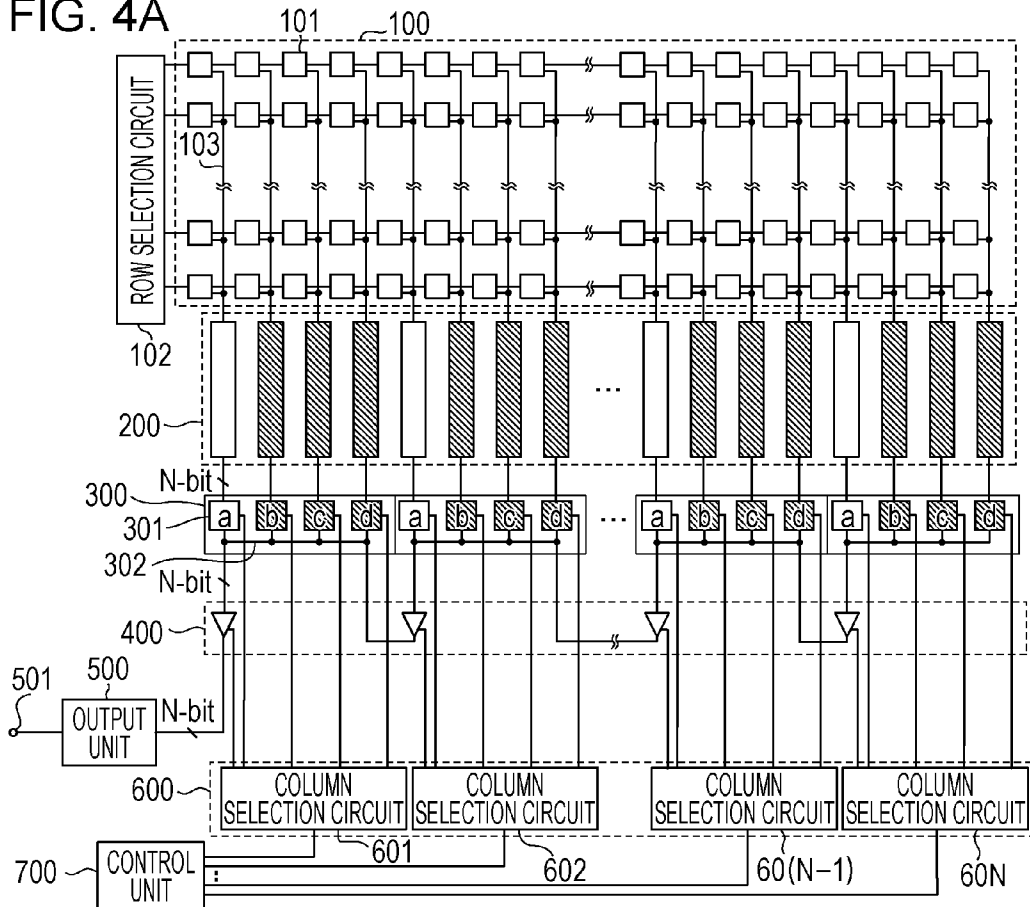 FIG. 4A
101
100
ROW SELECTION CIRCUIT
103
102
...
200
N-bit
300
301
a b c d a b c d ... a b c d a b c d
302
N-bit
400
501
500
OUTPUT
UNIT
N-bit
600
COLUMN
SELECTION CIRCUIT
COLUMN
SELECTION CIRCUIT
COLUMN
SELECTION CIRCUIT
COLUMN
SELECTION CIRCUIT
601
602
60(N-1)
60N
700
CONTROL
UNIT